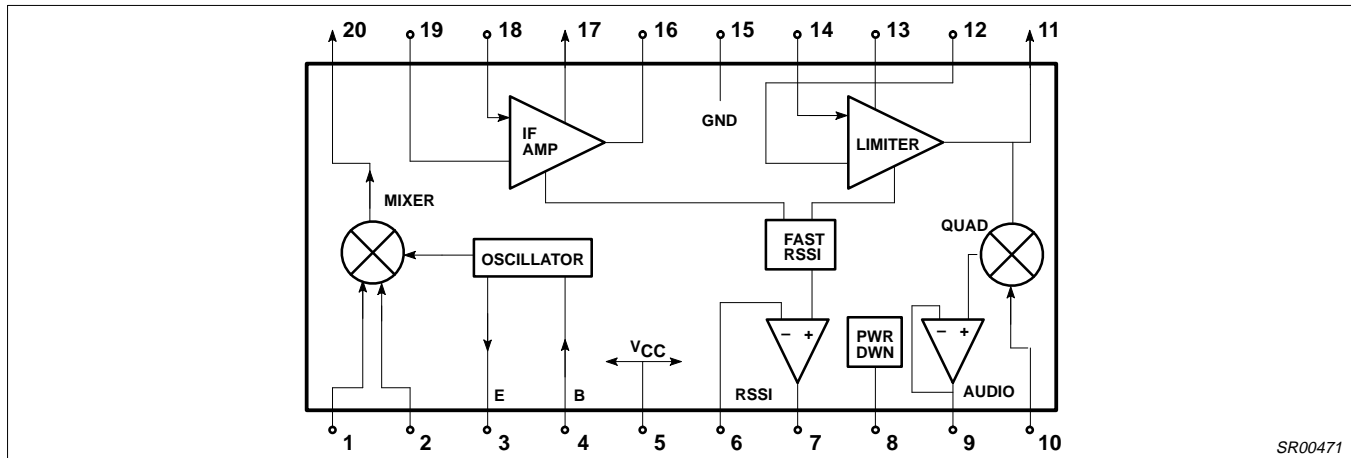 20 19 18 17 16 15 14 13 12 11
IF
AMP
GND
LIMITER
MIXER
QUAD
FAST
RSSI
OSCILLATOR
– +
PWR
DWN
– +
VCC
E B RSSI AUDIO
1 2 3 4 5 6 7 8 9 10
SR00471